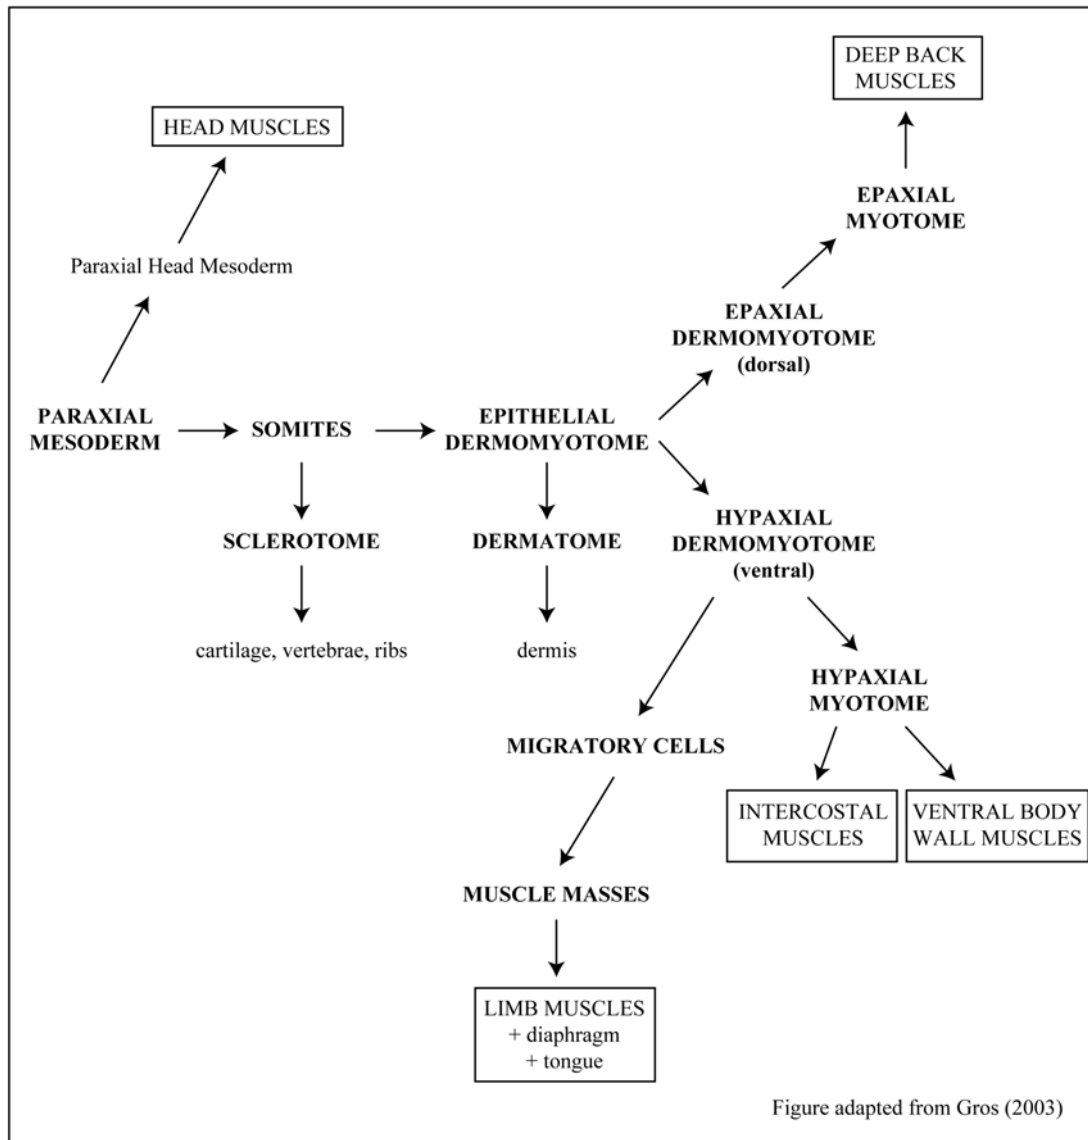 DEEP BACK
MUSCLES
HEAD MUSCLES
EPAXIAL
MYOTOME
Paraxial Head Mesoderm
EPAXIAL
DERMOMYOTOME
(dorsal)
PARAXIAL
MESODERM
SOMITES
EPITHELIAL
DERMOMYOTOME
SCLEROTOME
DERMATOME
HYPAXIAL
DERMOMYOTOME
(ventral)
cartilage, vertebrae, ribs
dermis
HYPAXIAL
MYOTOME
MIGRATORY CELLS
INTERCOSTAL
MUSCLES
VENTRAL BODY
WALL MUSCLES
MUSCLE MASSES
LIMB MUSCLES
+ diaphragm
+ tongue
Figure adapted from Gros (2003)